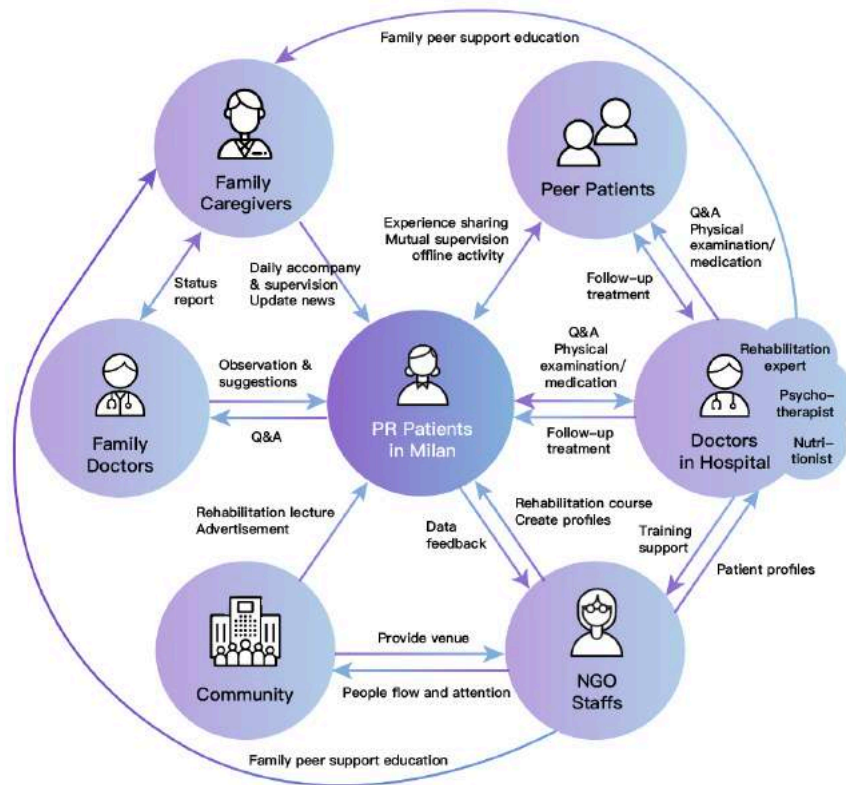 Family peer support education
Family
Caregivers
Peer Patients
Experience sharing
Mutual supervision
offline activity
Q&A
Physical examination/
medication
Status
report
Daily accompany
& supervision
Update news
Follow-up
treatment
Q&A
Physical examination/
medication
Rehabilitation
expert
Psycho-
therapist
Nutri-
tionist
Doctors
in Hospital
Observation &
suggestions
Family
Doctors
Q&A
PR Patients
in Milan
Follow-up
treatment
Rehabilitation lecture
Advertisement
Data
feedback
Rehabilitation course
Create profiles
Training
support
Patient profiles
Community
Provide venue
People flow and attention
NGO
Staffs
Family peer support education